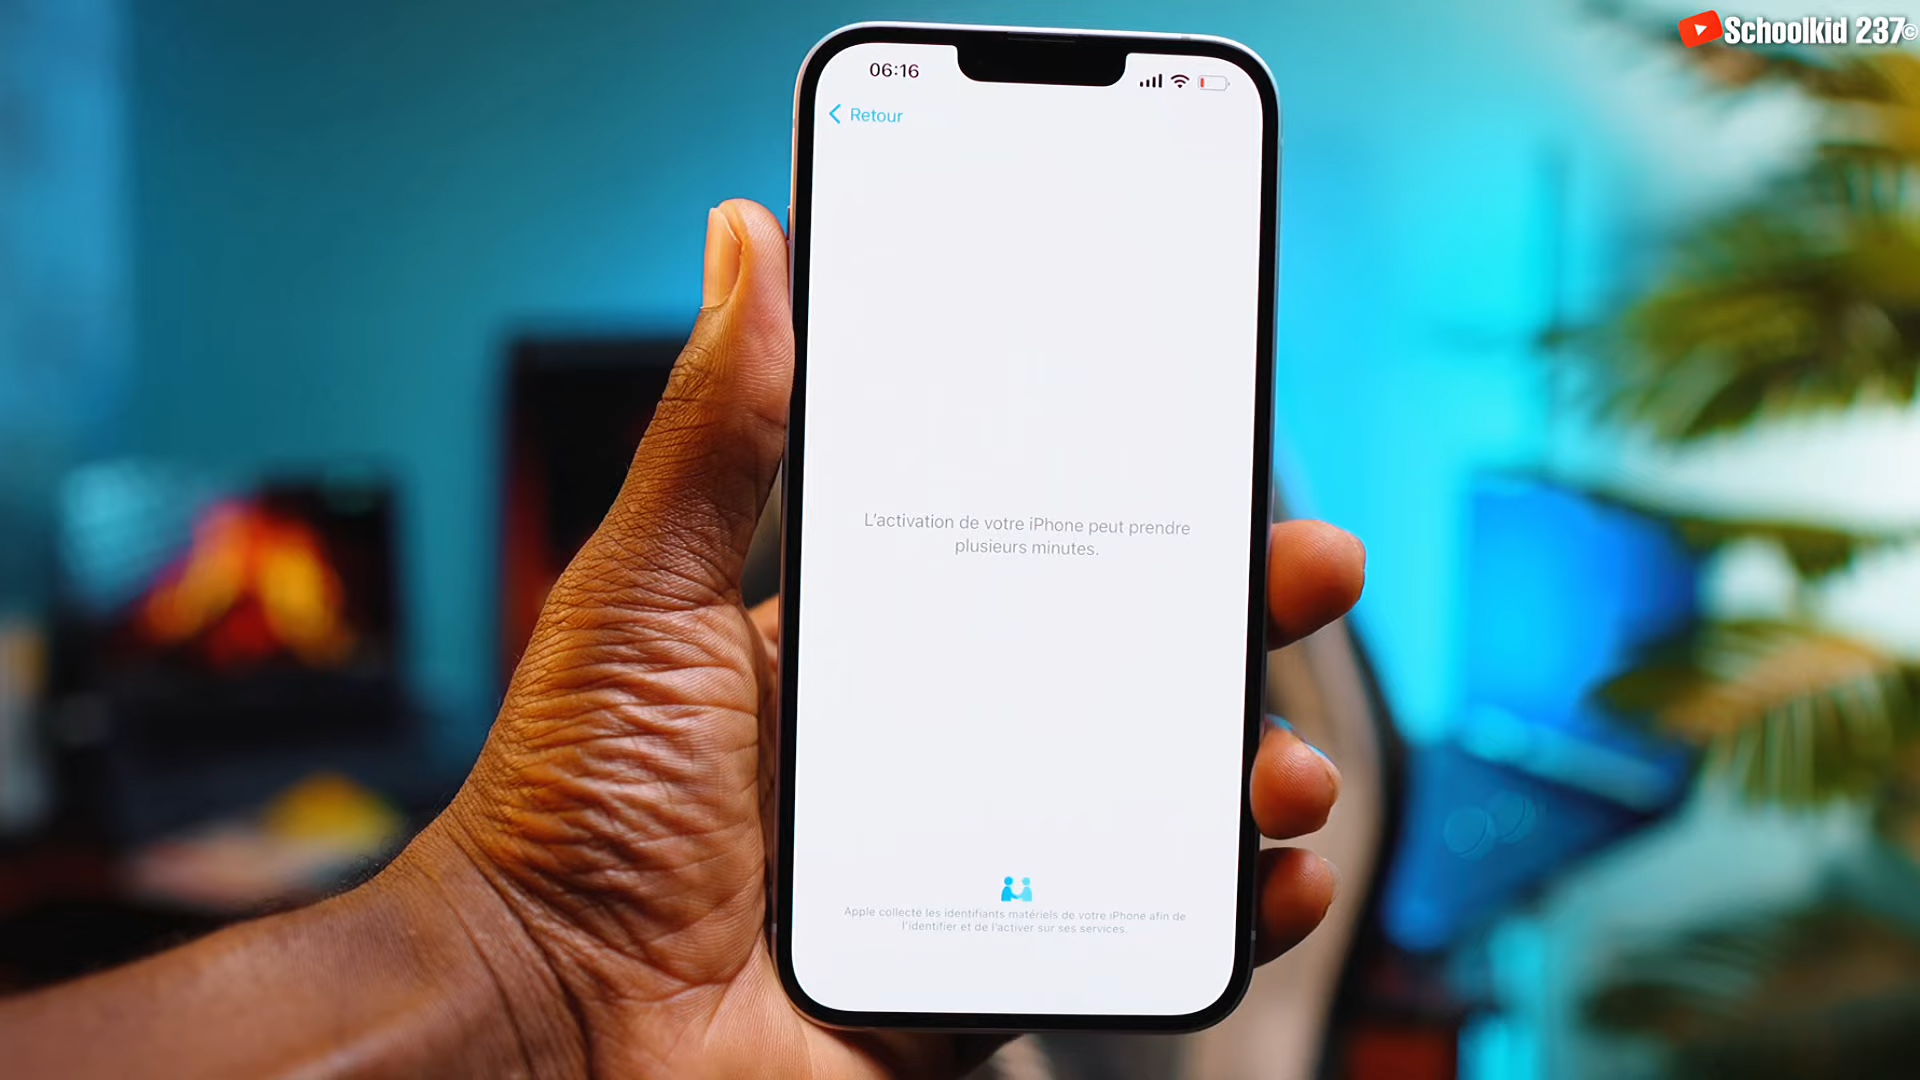 Schoolkid 237©
06:16
Retour
L'activation de votre iPhone peut prendre
plusieurs minutes.
Apple collecte les identifiants matériels de votre iPhone afin de
l'identifier et de l'activer sur ses services.